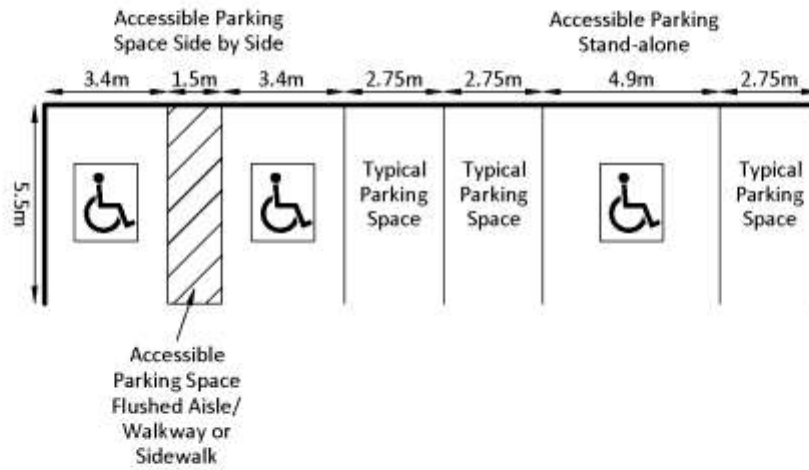 Accessible Parking
Space Side by Side
Accessible Parking
Stand-alone
3.4m
1.5m
3.4m
2.75m
2.75m
4.9m
2.75m
5.5m
Typical
Parking
Space
Typical
Parking
Space
Typical
Parking
Space
Accessible
Parking Space
Flushed Aisle/
Walkway or
Sidewalk